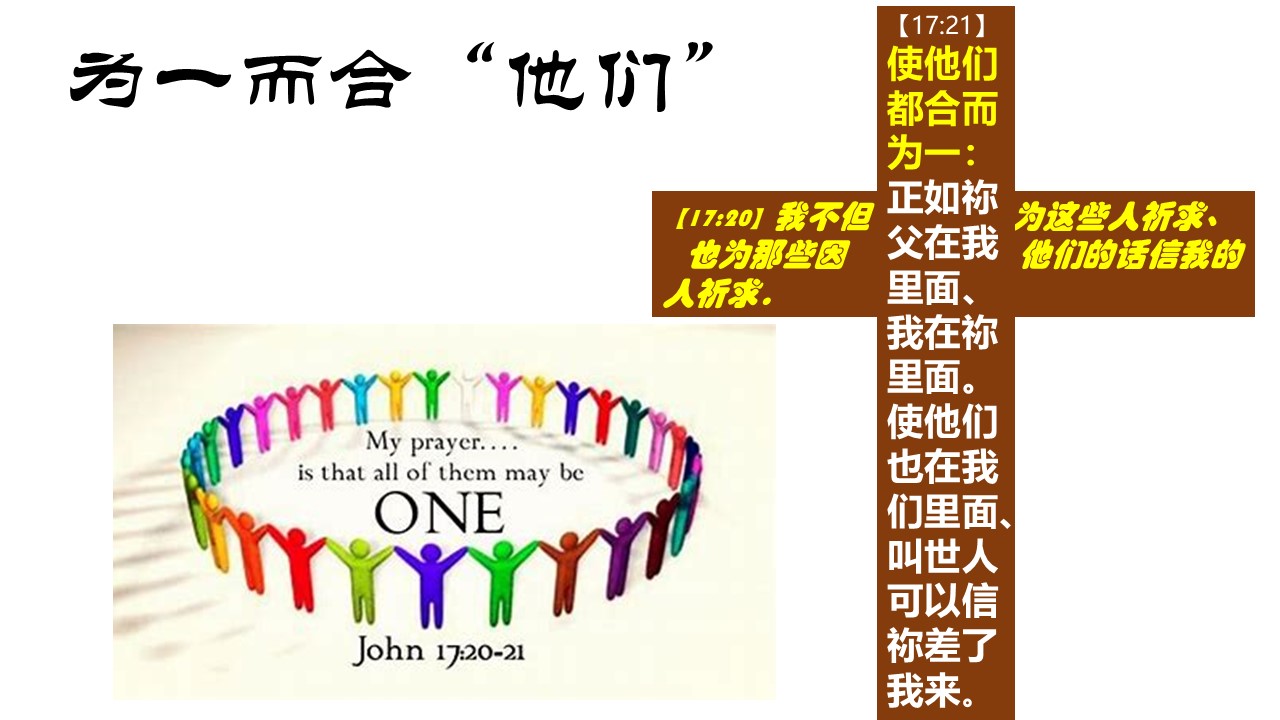 为一而合“他们”
【17:20】我不但 为这些人祈求、
也为那些因 他们的话信我的
人祈求．
【17:21】
使他们
都合而
为一：
正如祢
父在我
里面、
我在祢
里面。
使他们
也在我
们里面、
叫世人
可以信
祢差了
我来。
My prayer....
is that all of them may be
ONE
John 17:20-21